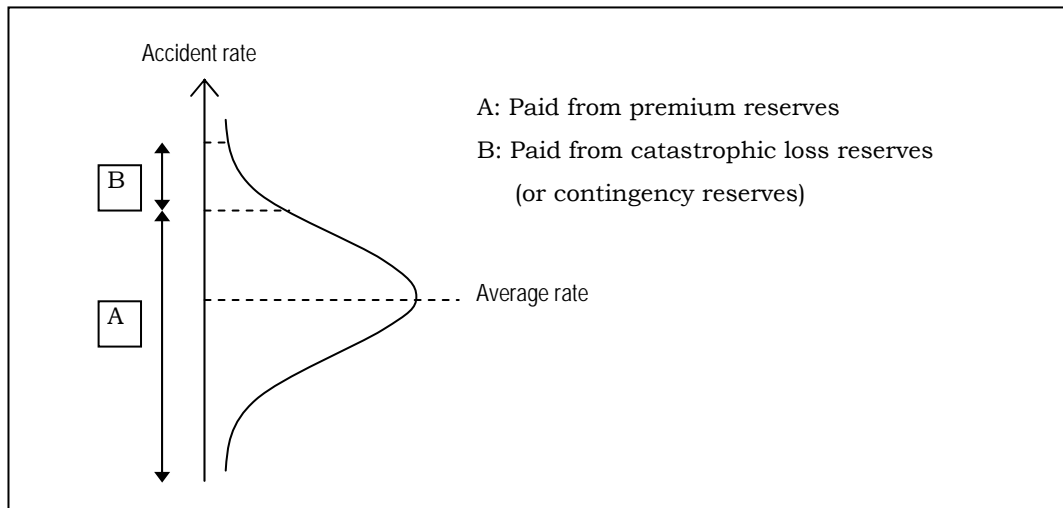 Accident rate
A: Paid from premium reserves
B: Paid from catastrophic loss reserves
(or contingency reserves)
B
Average rate
A